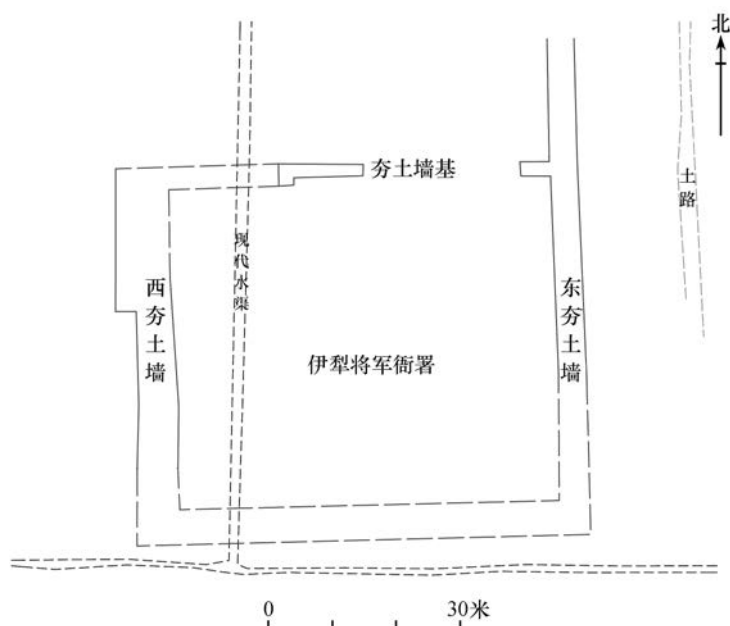 北
夯土墙基
土路
现代水渠
西夯土墙
东夯土墙
伊犁将军衙署
0 30米